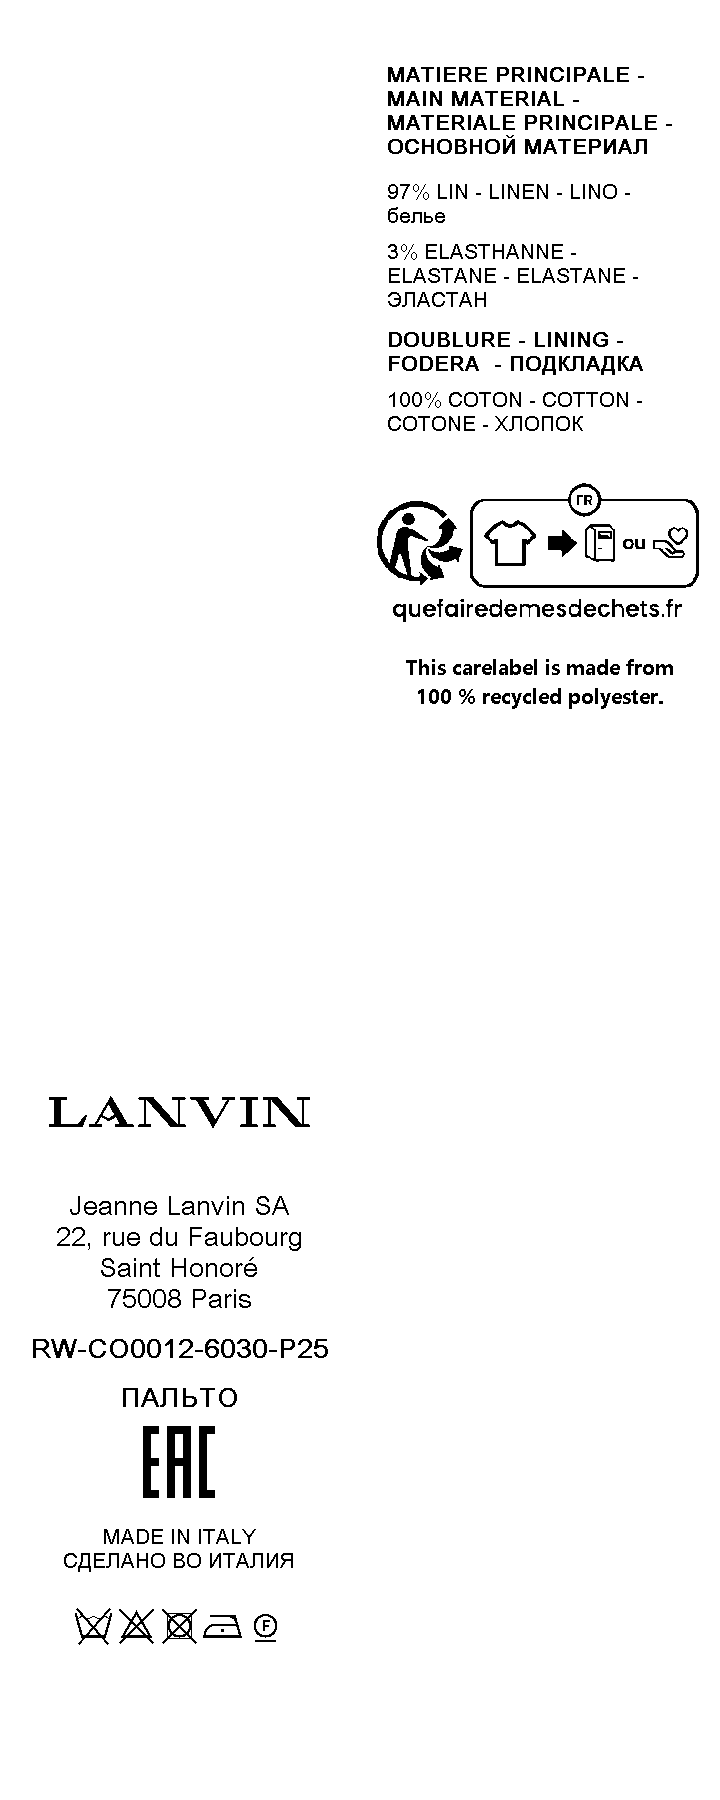 MATIERE PRINCIPALE -
MAIN MATERIAL -
MATERIALE PRINCIPALE -
ОСНОВНОЙ МАТЕРИАЛ
97% LIN - LINEN - LINO -
белье
3% ELASTHANNE -
ELASTANE - ELASTANE -
ЭЛАСТАН
DOUBLURE - LINING -
FODERA - ПОДКЛАДКА
100% COTON - COTTON -
COTONE - ХЛОПОК
FR
ou
quefairedemesdechets.fr
This carelabel is made from
100 % recycled polyester.
LANVIN
Jeanne Lanvin SA
22, rue du Faubourg
Saint Honoré
75008 Paris
RW-CO0012-6030-P25
ПАЛЬТО
EAC
MADE IN ITALY
СДЕЛАНО ВО ИТАЛИЯ
F